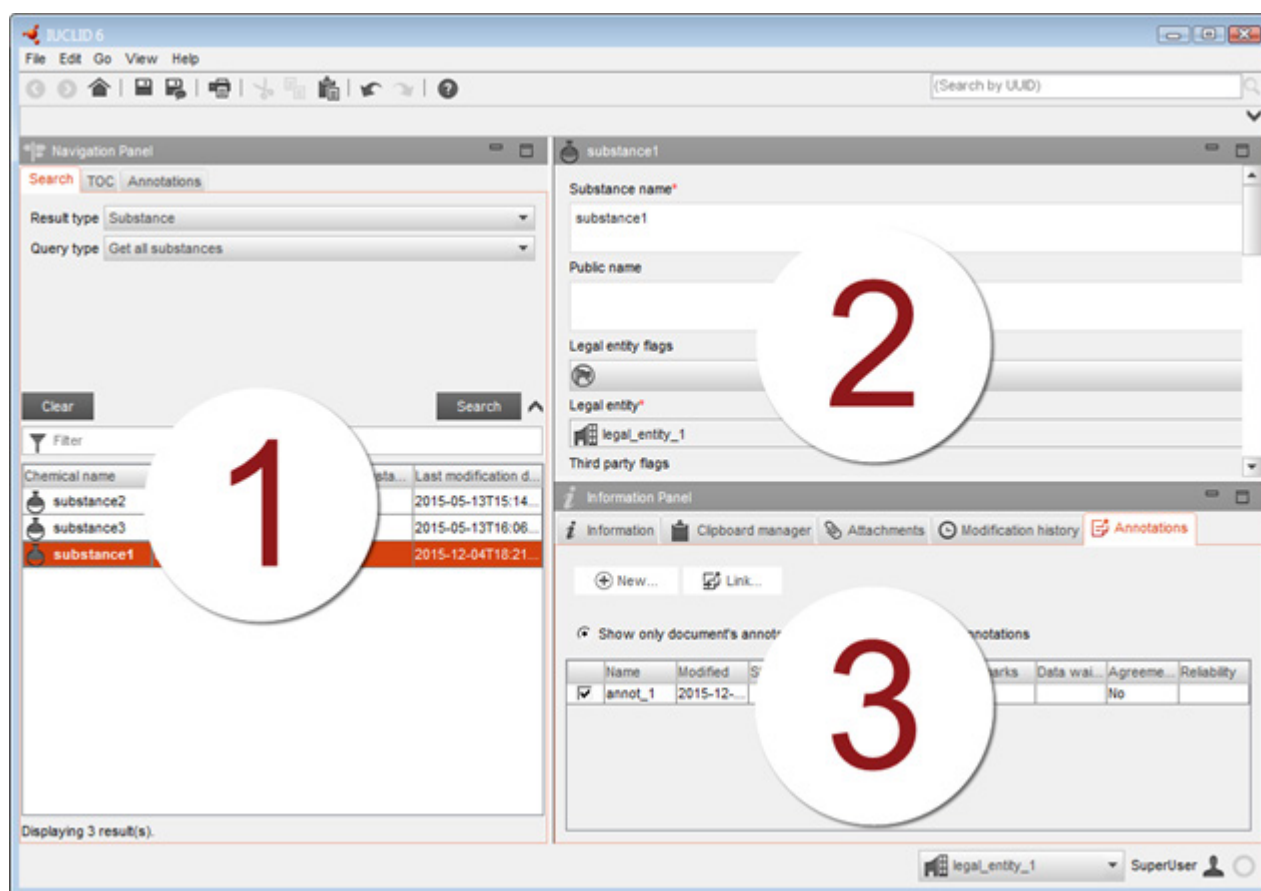 IUCLID 6
File Edit Go View Help
(Search by UUID)
Navigation Panel
Search TOC Annotations
Result type Substance
Query type Get all substances
Clear Search
Filter
Chemical name Last modification d...
substance2 2015-05-13T15:14...
substance3 2015-05-13T16:06...
substance1 2015-12-04T18:21...
Displaying 3 result(s).
1
substance1
Substance name*
substance1
Public name
Legal entity flags
Legal entity*
legal_entity_1
Third party flags
2
Information Panel
Information Clipboard manager Attachments Modification history Annotations
New... Link...
Show only document's
Name Modified Data wai... Agreeme... Reliability
annot_1 2015-12-... No
3
legal_entity_1 SuperUser